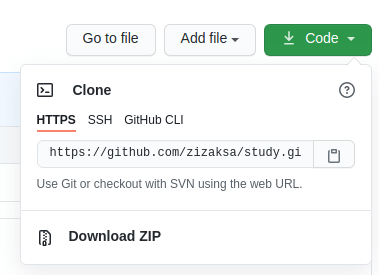 Go to file Add file Code
Clone
HTTPS SSH GitHub CLI
https://github.com/zizaksa/study.gi
Use Git or checkout with SVN using the web URL.
Download ZIP